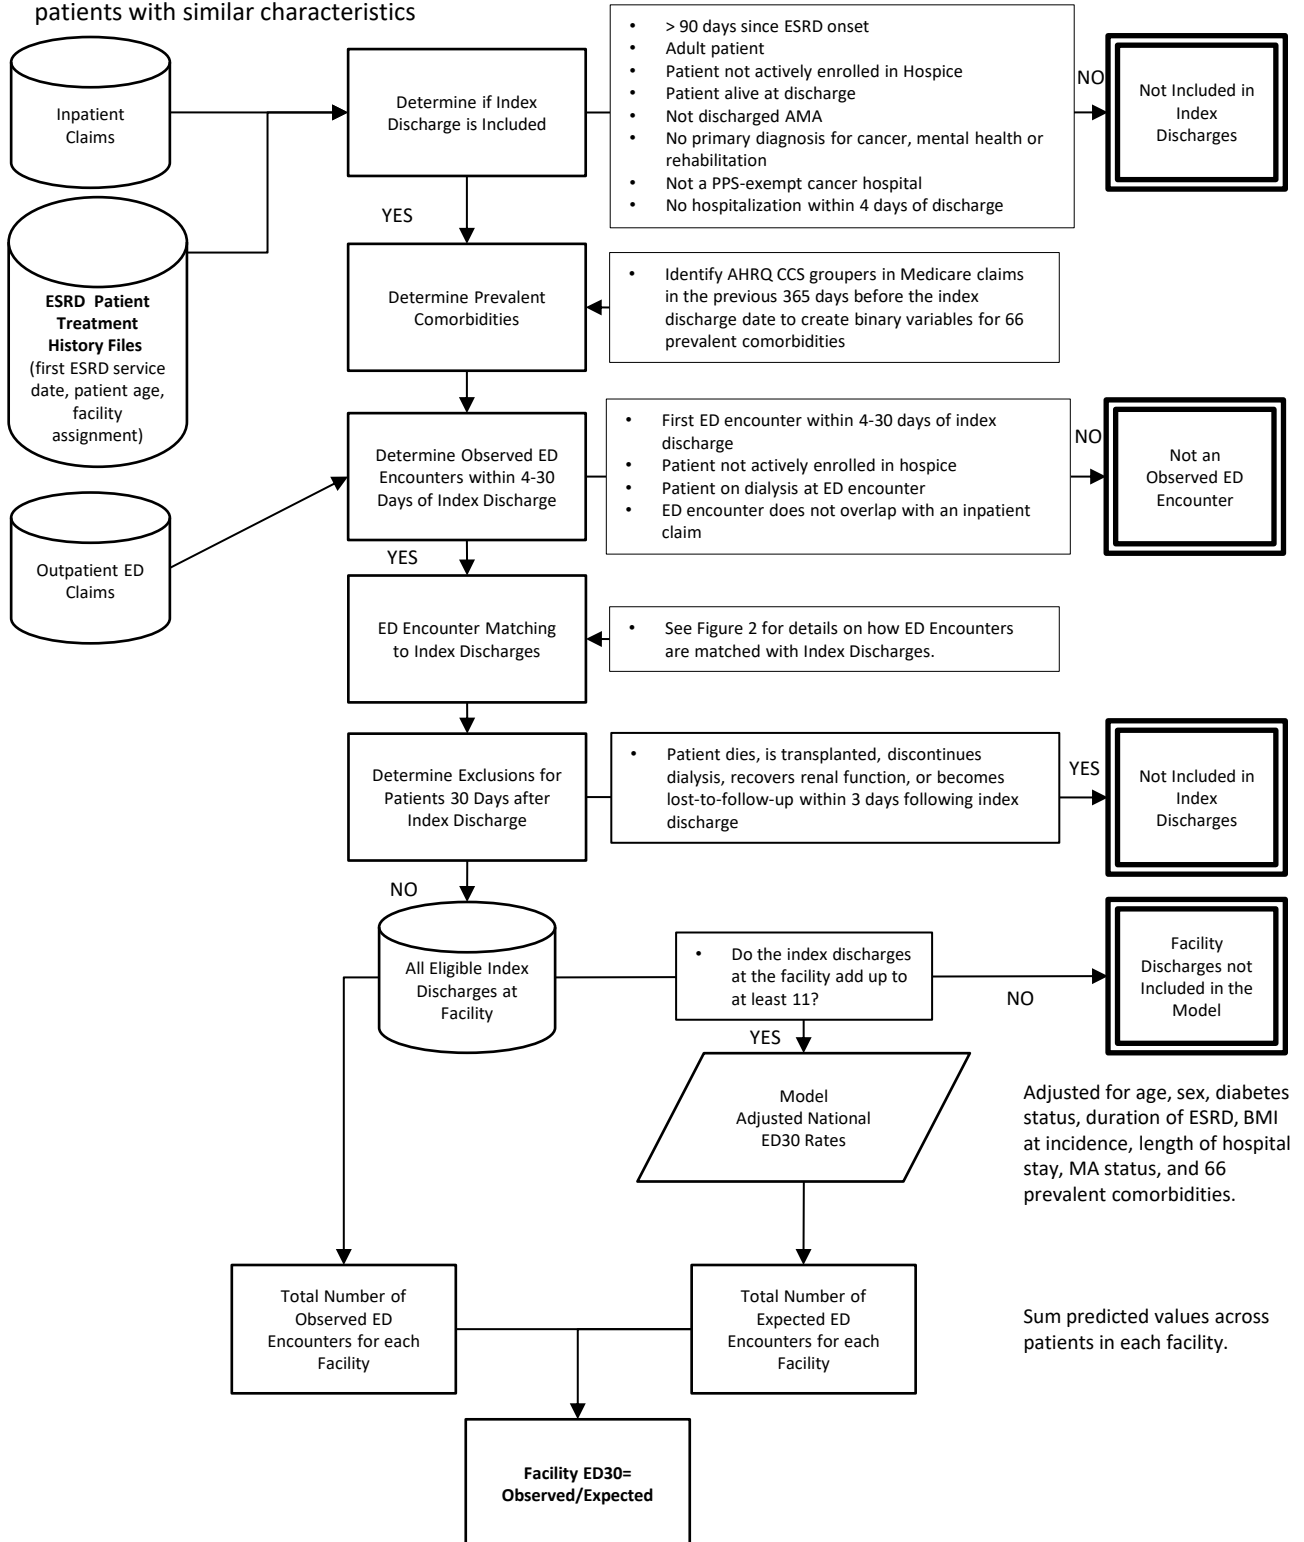 patients with similar characteristics
Inpatient
Claims
Determine if Index
Discharge is Included
• > 90 days since ESRD onset
• Adult patient
• Patient not actively enrolled in Hospice
• Patient alive at discharge
• Not discharged AMA
• No primary diagnosis for cancer, mental health or
rehabilitation
• Not a PPS-exempt cancer hospital
• No hospitalization within 4 days of discharge
NO
Not Included in
Index
Discharges
YES
ESRD Patient
Treatment
History Files
(first ESRD service
date, patient age,
facility
assignment)
Determine Prevalent
Comorbidities
• Identify AHRQ CCS groupers in Medicare claims
in the previous 365 days before the index
discharge date to create binary variables for 66
prevalent comorbidities
Outpatient ED
Claims
Determine Observed ED
Encounters within 4-30
Days of Index Discharge
• First ED encounter within 4-30 days of index
discharge
• Patient not actively enrolled in hospice
• Patient on dialysis at ED encounter
• ED encounter does not overlap with an inpatient
claim
NO
Not an
Observed ED
Encounter
YES
ED Encounter Matching
to Index Discharges
• See Figure 2 for details on how ED Encounters
are matched with Index Discharges.
Determine Exclusions for
Patients 30 Days after
Index Discharge
• Patient dies, is transplanted, discontinues
dialysis, recovers renal function, or becomes
lost-to-follow-up within 3 days following index
discharge
YES
Not Included in
Index
Discharges
NO
All Eligible Index
Discharges at
Facility
• Do the index discharges
at the facility add up to
at least 11?
NO
Facility
Discharges not
Included in the
Model
YES
Model
Adjusted National
ED30 Rates
Adjusted for age, sex, diabetes
status, duration of ESRD, BMI
at incidence, length of hospital
stay, MA status, and 66
prevalent comorbidities.
Total Number of
Observed ED
Encounters for each
Facility
Total Number of
Expected ED
Encounters for each
Facility
Sum predicted values across
patients in each facility.
Facility ED30=
Observed/Expected